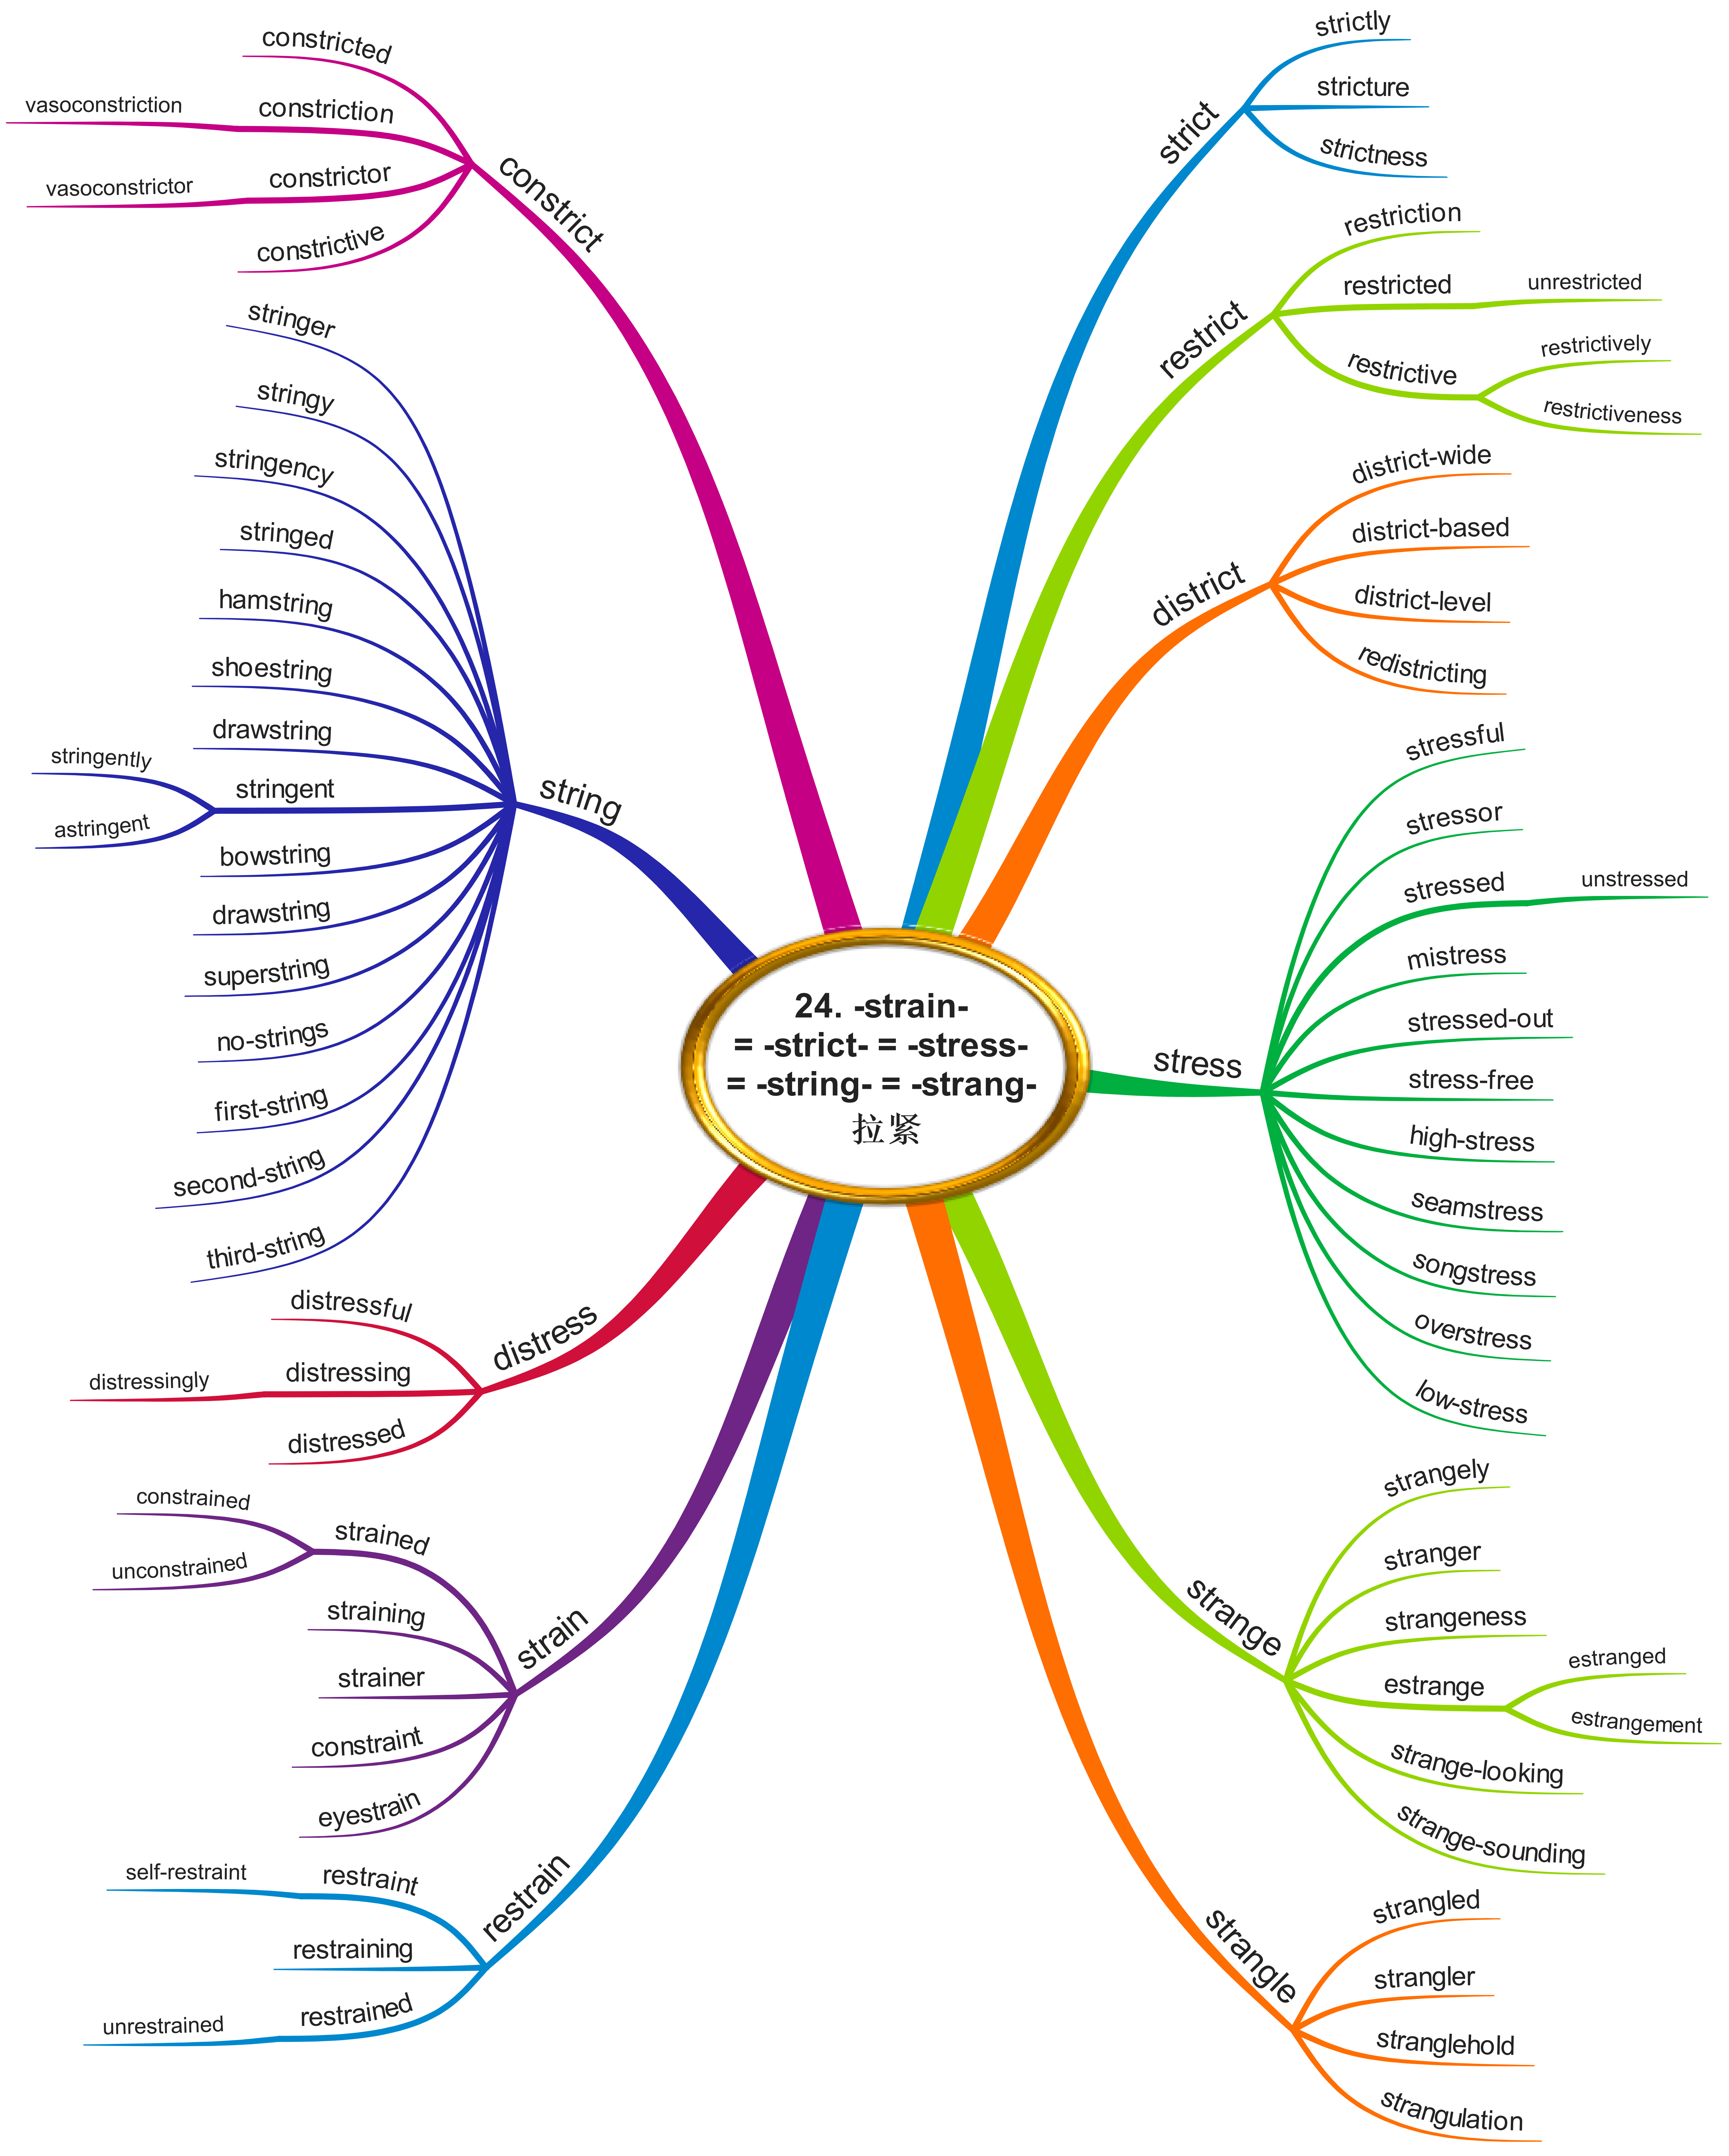 24. -strain-
= -strict- = -stress-
= -string- = -strang-
拉紧
strict
strictly
stricture
strictness
restrict
restriction
restricted
unrestricted
restrictive
restrictively
restrictiveness
district
district-wide
district-based
district-level
redistricting
stress
stressful
stressor
stressed
unstressed
mistress
stressed-out
stress-free
high-stress
seamstress
songstress
overstress
low-stress
strange
strangely
stranger
strangeness
estrange
estranged
estrangement
strange-looking
strange-sounding
strangle
strangled
strangler
stranglehold
strangulation
constrict
constricted
constriction
vasoconstriction
constrictor
vasoconstrictor
constrictive
string
stringer
stringy
stringency
stringed
hamstring
shoestring
drawstring
stringent
stringently
astringent
bowstring
drawstring
superstring
no-strings
first-string
second-string
third-string
distress
distressful
distressing
distressingly
distressed
strain
strained
constrained
unconstrained
straining
strainer
constraint
eyestrain
restrain
restraint
self-restraint
restraining
restrained
unrestrained